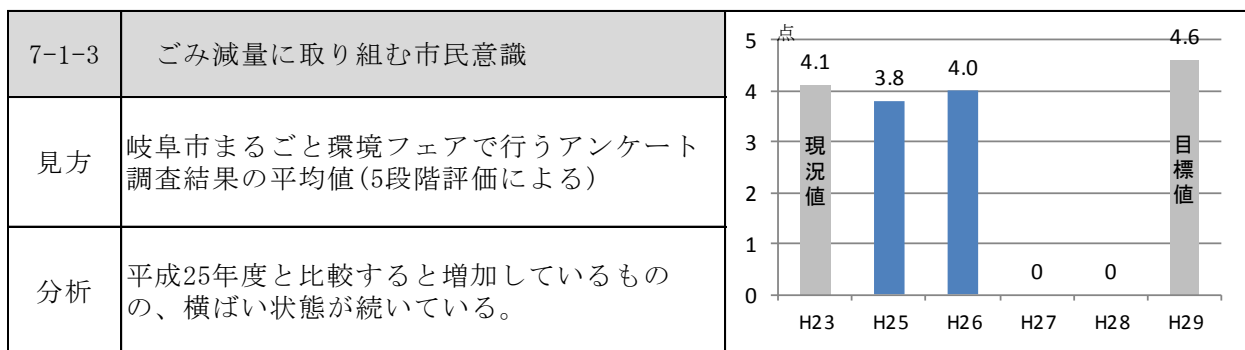 7-1-3 ごみ減量に取り組む市民意識
見方 岐阜市まるごと環境フェアで行うアンケート
調査結果の平均値(5段階評価による)
分析 平成25年度と比較すると増加しているもの
の、横ばい状態が続いている。
点
5
4
3
2
1
0
4.1
3.8
4.0
0
0
4.6
現況値
目標値
H23 H25 H26 H27 H28 H29